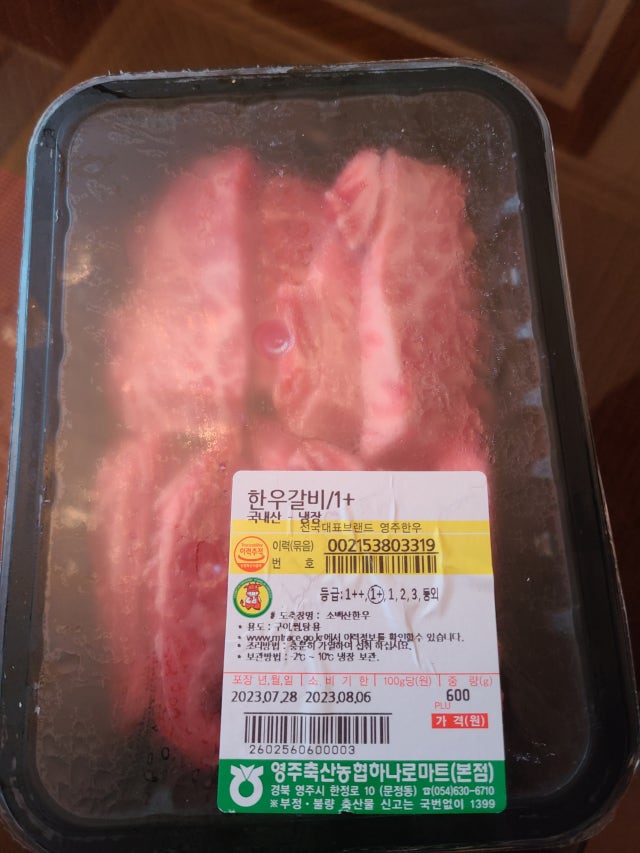 한우갈비/1+
국내산 - 냉장
전국대표브랜드 영주한우
이력추적
이력(묶음) 002153803319
번 호
등급:1++, 1+, 1, 2, 3, 등외
도축장명 : 소백산한우
• 용도 : 구이,찜,탕용
• www.mtrace.go.kr에서 이력정보를 확인할수 있습니다.
• 조리방법 : 충분히 가열하여 섭취 하십시요.
• 보관방법 : -2℃ ~ 10℃ 냉장 보관.
포장 년,월,일 소 비 기 한 100g당(원) 중 량(g)
2023.07.28 2023.08.06 600
PLU
가 격(원)
2602560600003
영주축산농협하나로마트(본점)
경북 영주시 한정로 10 (문정동) ☎(054)630-6710
※부정·불량 축산물 신고는 국번없이 1399